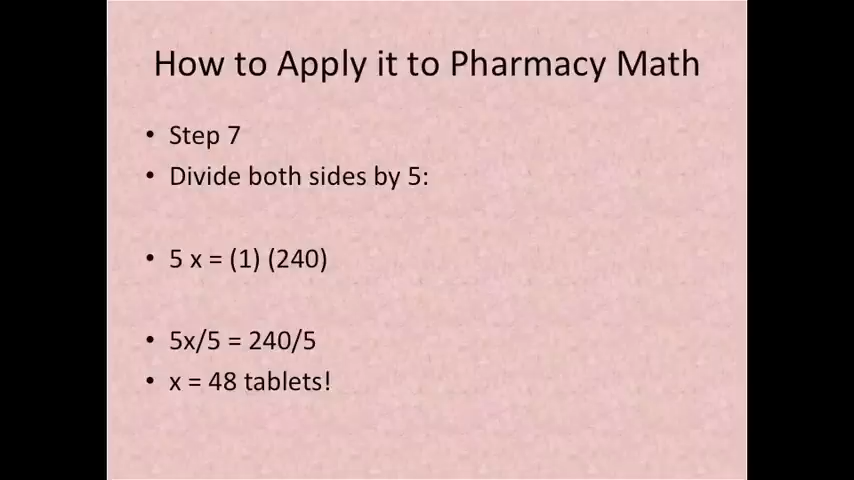 How to Apply it to Pharmacy Math
• Step 7
• Divide both sides by 5:
• 5 x = (1) (240)
• 5x/5 = 240/5
• x = 48 tablets!